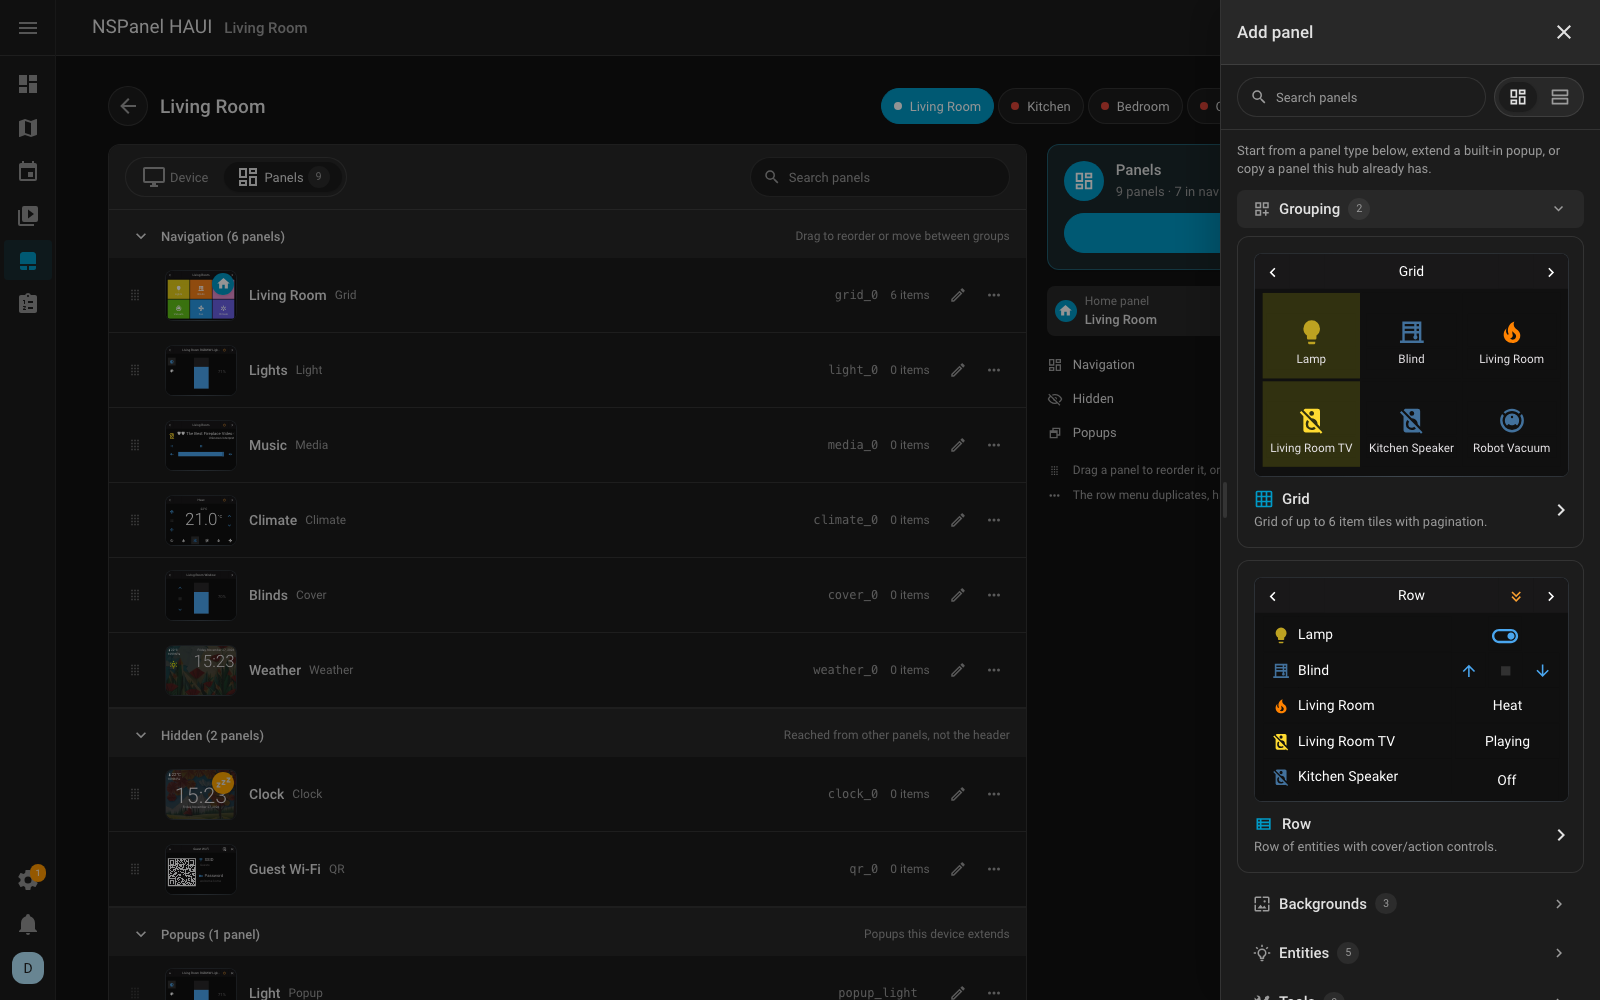 NSPanel HAUI Living Room
Living Room
Living Room
Kitchen
Bedroom
Device
Panels 9
Search panels
Navigation (6 panels)
Drag to reorder or move between groups
Living Room Grid
grid_0 6 items
Lights Light
light_0 0 items
Music Media
media_0 0 items
21.0
Climate Climate
climate_0 0 items
Blinds Cover
cover_0 0 items
15:23
Weather Weather
weather_0 0 items
Hidden (2 panels)
Reached from other panels, not the header
15:23
Clock Clock
clock_0 0 items
Guest Wi-Fi QR
qr_0 0 items
Popups (1 panel)
Popups this device extends
Light Popup
popup_light 0 items
1
D
Panels
9 panels · 7 in nav
Home panel
Living Room
Navigation
Hidden
Popups
Drag a panel to reorder it, or
The row menu duplicates, h
Add panel
Search panels
Start from a panel type below, extend a built-in popup, or
copy a panel this hub already has.
Grouping 2
Grid
Lamp
Blind
Living Room
Living Room TV
Kitchen Speaker
Robot Vacuum
Grid
Grid of up to 6 item tiles with pagination.
Row
Lamp
Blind
Living Room Heat
Living Room TV Playing
Kitchen Speaker Off
Row
Row of entities with cover/action controls.
Backgrounds 3
Entities 5
Tools